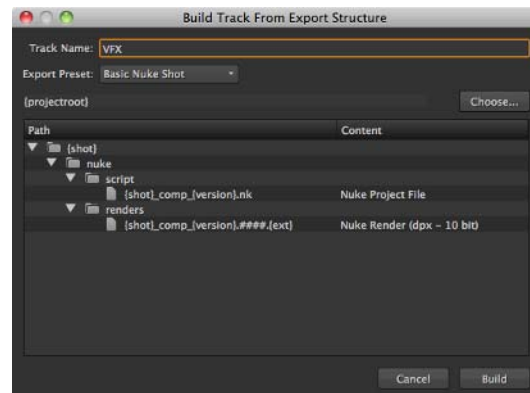 Build Track From Export Structure
Track Name: VFX
Export Preset: Basic Nuke Shot
{projectroot} Choose...
Path Content
{shot}
nuke
script
{shot}_comp_{version}.nk Nuke Project File
renders
{shot}_comp_{version}.####.{ext} Nuke Render (dpx - 10 bit)
Cancel Build